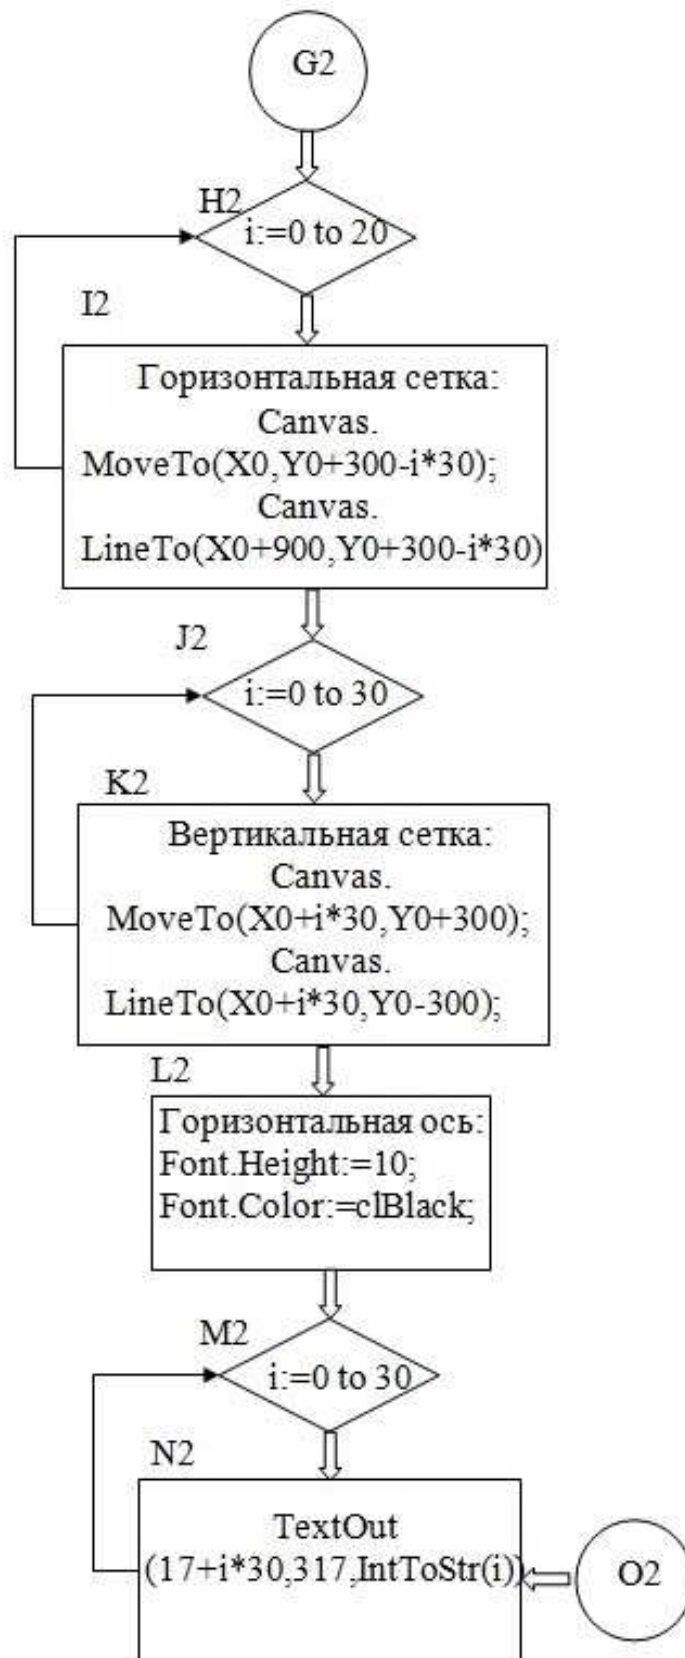 G2
H2
i:=0 to 20
I2
Горизонтальная сетка:
Canvas.
MoveTo(X0,Y0+300-i*30);
Canvas.
LineTo(X0+900,Y0+300-i*30)
J2
i:=0 to 30
K2
Вертикальная сетка:
Canvas.
MoveTo(X0+i*30,Y0+300);
Canvas.
LineTo(X0+i*30,Y0-300);
L2
Горизонтальная ось:
Font.Height:=10;
Font.Color:=clBlack;
M2
i:=0 to 30
N2
TextOut
(17+i*30,317,IntToStr(i))
O2